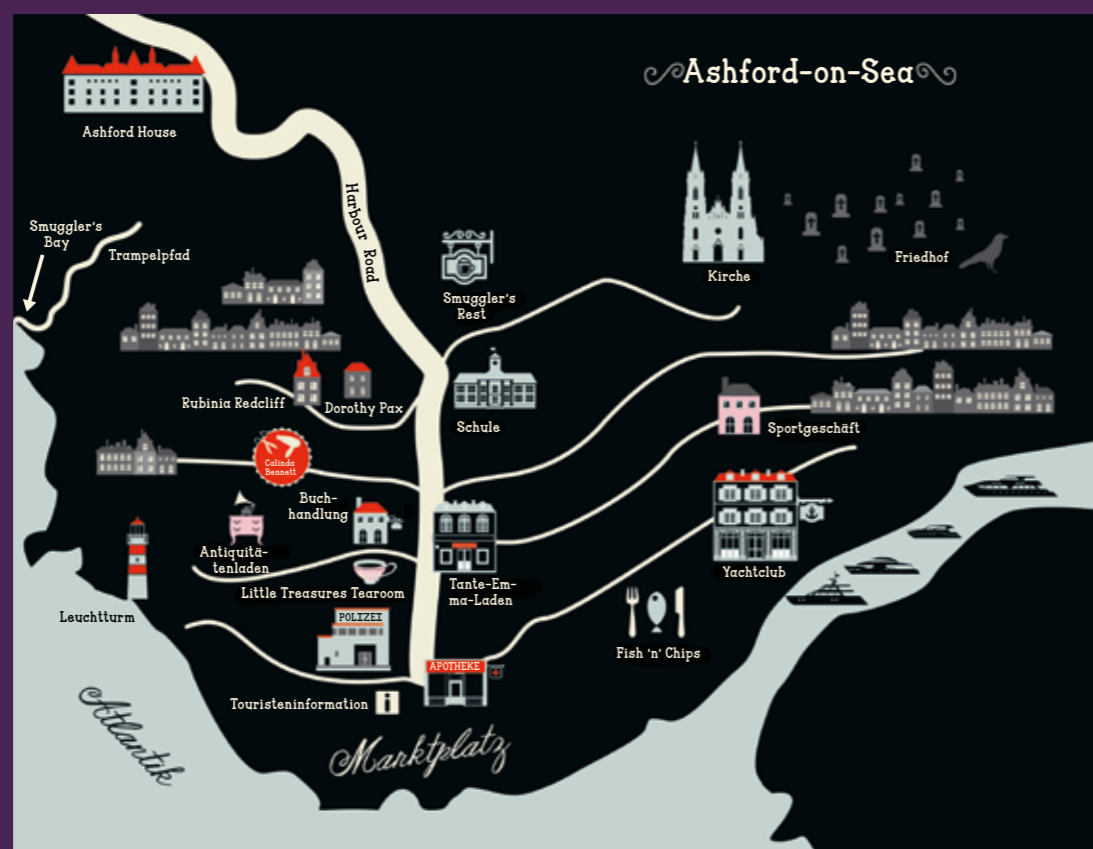 Ashford-on-Sea
Ashford House
Harbour Road
Smuggler's
Bay
Trampelpfad
Smuggler's
Rest
Kirche
Friedhof
Rubinia Redcliff
Dorothy Pax
Schule
Sportgeschäft
Calinda
Bennett
Buch-
handlung
Antiquitä-
tenladen
Little Treasures Tearoom
Tante-Em-
ma-Laden
Yachtclub
Leuchtturm
POLIZEI
Fish 'n' Chips
APOTHEKE
Touristeninformation
i
Marktplatz
Atlantik